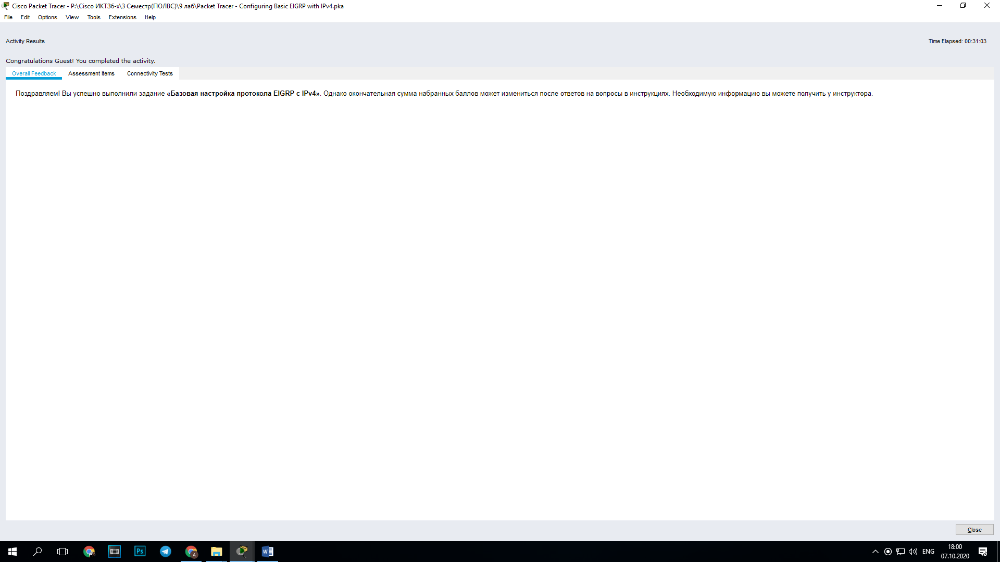 Cisco Packet Tracer - P:\Cisco ИКТ36-х\3 Семестр(ПОЛВС)\9 лаб\Packet Tracer - Configuring Basic EIGRP with IPv4.pka
File Edit Options View Tools Extensions Help
Activity Results
Time Elapsed: 00:31:03
Congratulations Guest! You completed the activity.
Overall Feedback Assessment Items Connectivity Tests
Поздравляем! Вы успешно выполнили задание «Базовая настройка протокола EIGRP с IPv4». Однако окончательная сумма набранных баллов может измениться после ответов на вопросы в инструкциях. Необходимую информацию вы можете получить у инструктора.
Close
Ps
A
W
ENG
18:00
07.10.2020